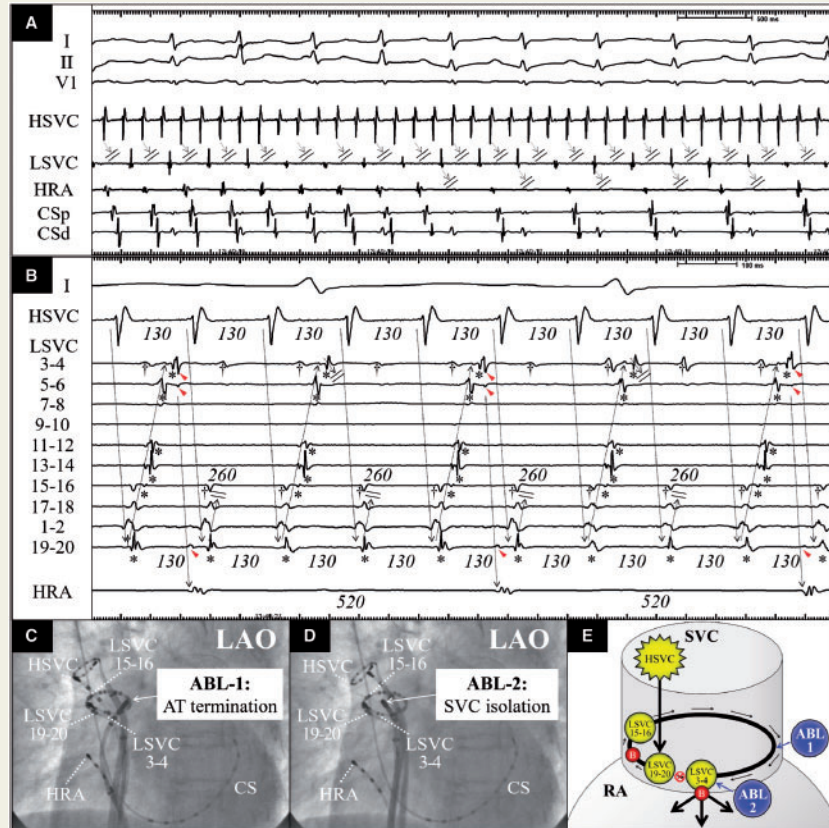 A
500 ms
I
II
V1
HSVC
LSVC
HRA
CSp
CSd
B
100 ms
I
HSVC
130 130 130 130 130 130 130 130 130
LSVC
3-4
5-6
7-8
9-10
11-12
13-14
15-16
260 260 260 260
17-18
1-2
19-20
130 130 130 130 130 130 130 130 130
HRA
520 520
C
LAO
HSVC
LSVC
15-16
ABL-1:
AT termination
LSVC
19-20
LSVC
3-4
HRA
CS
D
LAO
HSVC
LSVC
15-16
ABL-2:
SVC isolation
LSVC
19-20
LSVC
3-4
HRA
CS
E
SVC
HSVC
LSVC
15-16
B
LSVC
19-20
LSVC
3-4
B
ABL
1
ABL
2
RA